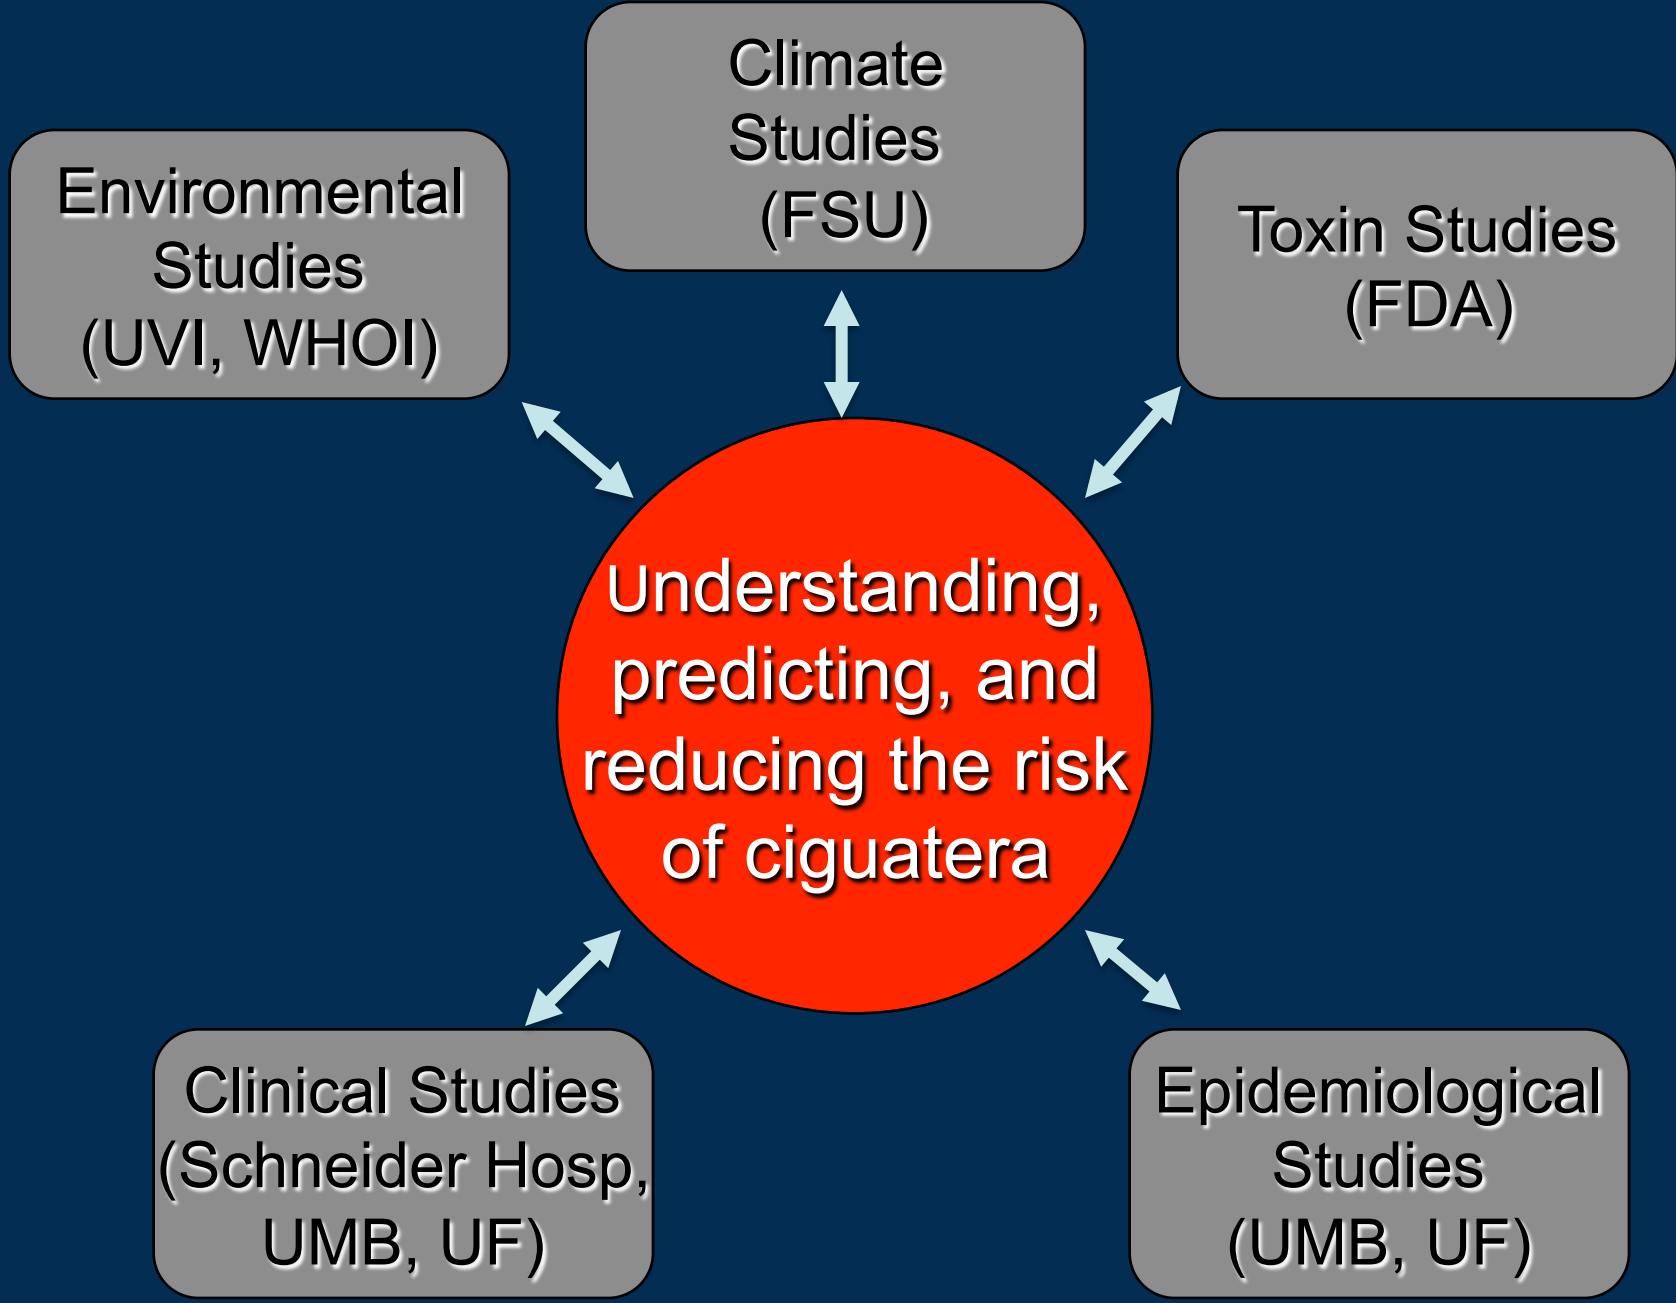 Climate
Studies
(FSU)
Environmental
Studies
(UVI, WHOI)
Toxin Studies
(FDA)
Understanding,
predicting, and
reducing the risk
of ciguatera
Clinical Studies
(Schneider Hosp,
UMB, UF)
Epidemiological
Studies
(UMB, UF)